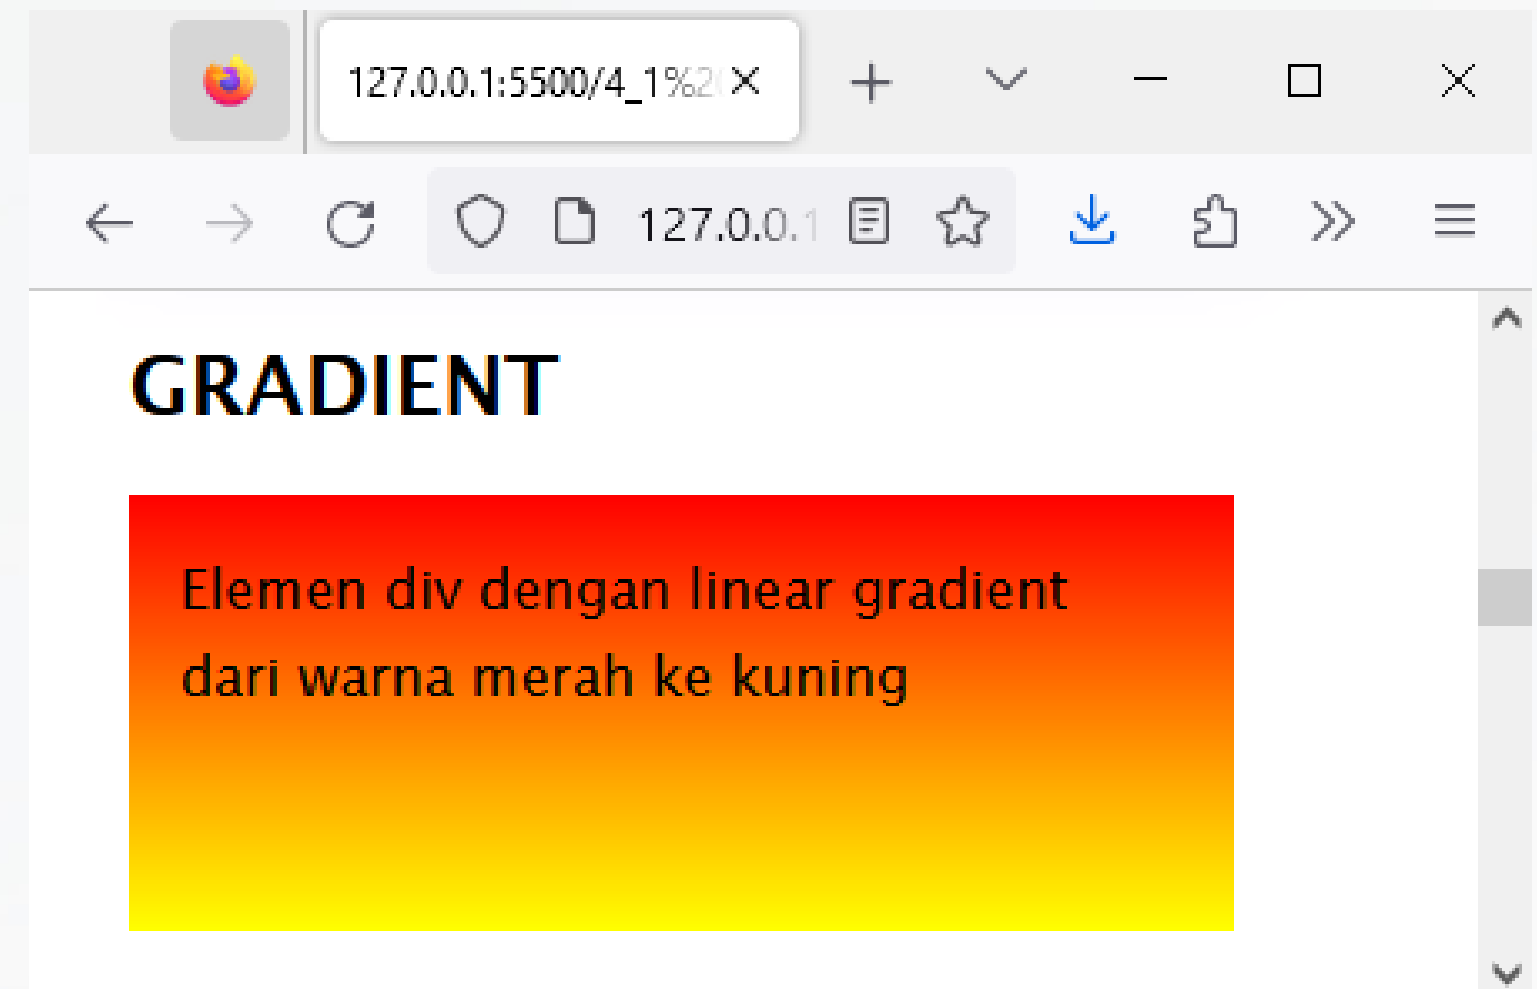 127.0.0.1:5500/4_1%20
127.0.0.1
GRADIENT
Elemen div dengan linear gradient
dari warna merah ke kuning